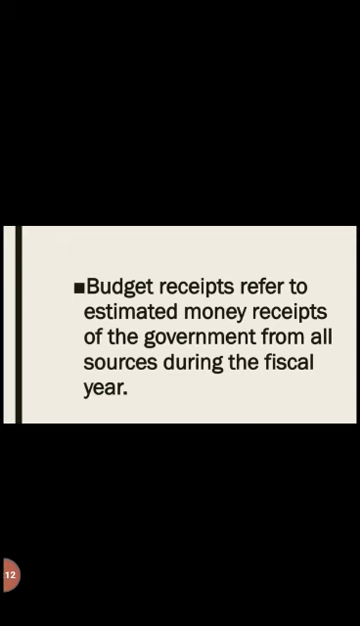 ■Budget receipts refer to
estimated money receipts
of the government from all
sources during the fiscal
year.
12